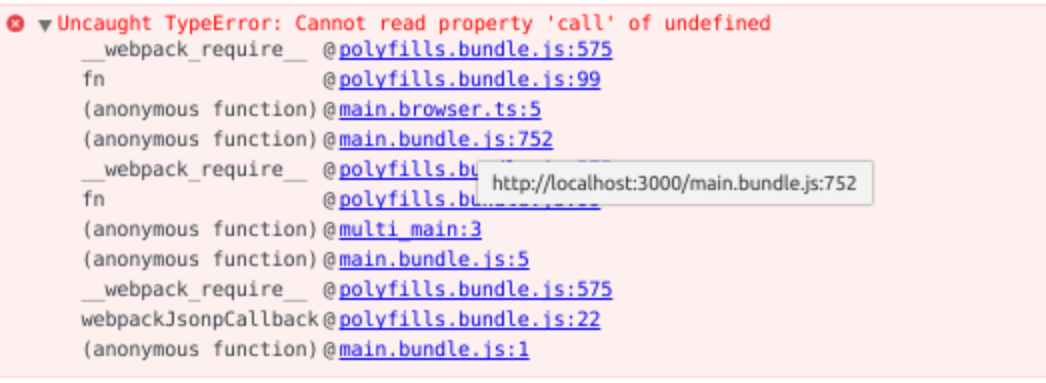 Uncaught TypeError: Cannot read property 'call' of undefined
__webpack_require__ @ polyfills.bundle.js:575
fn @ polyfills.bundle.js:99
(anonymous function) @ main.browser.ts:5
(anonymous function) @ main.bundle.js:752
__webpack_require__ @ polyfills.bu
http://localhost:3000/main.bundle.js:752
fn @ polyfills.bu
(anonymous function) @ multi_main:3
(anonymous function) @ main.bundle.js:5
__webpack_require__ @ polyfills.bundle.js:575
webpackJsonpCallback @ polyfills.bundle.js:22
(anonymous function) @ main.bundle.js:1